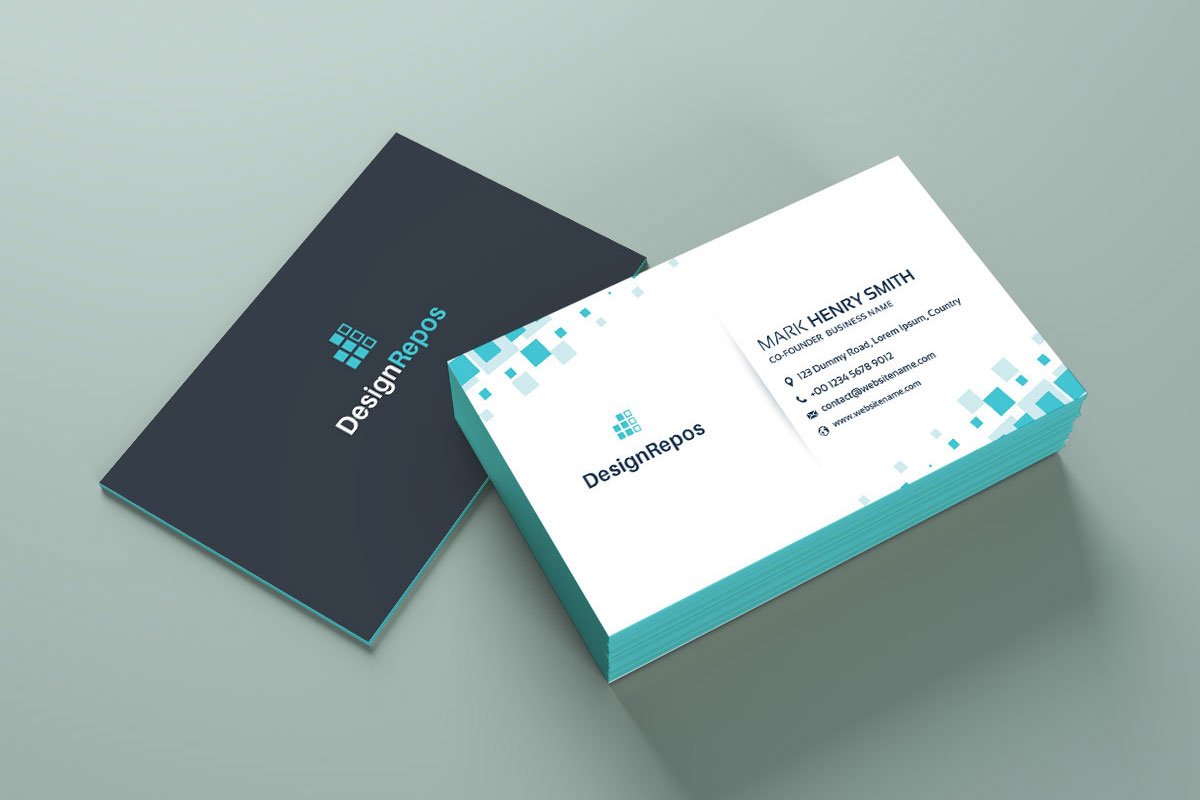 DesignRepos
DesignRepos
MARK HENRY SMITH
CO-FOUNDER BUSINESS NAME
123 Dummy Road, Lorem Ipsum, Country
+00 1234 5678 9012
contact@websitename.com
www.websitename.com